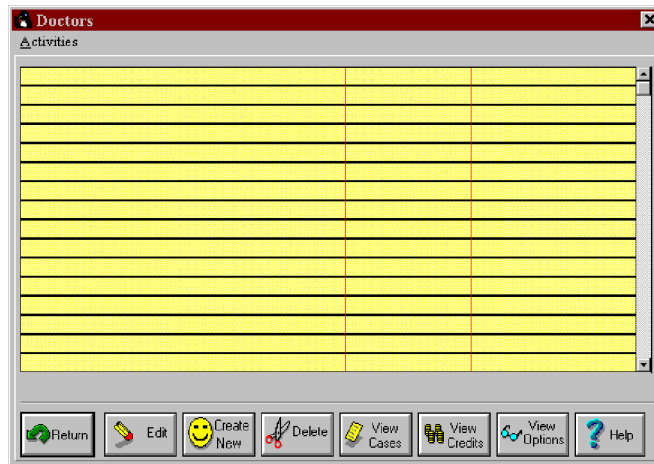 Doctors
Activities
Return
Edit
Create
New
Delete
View
Cases
View
Credits
View
Options
Help